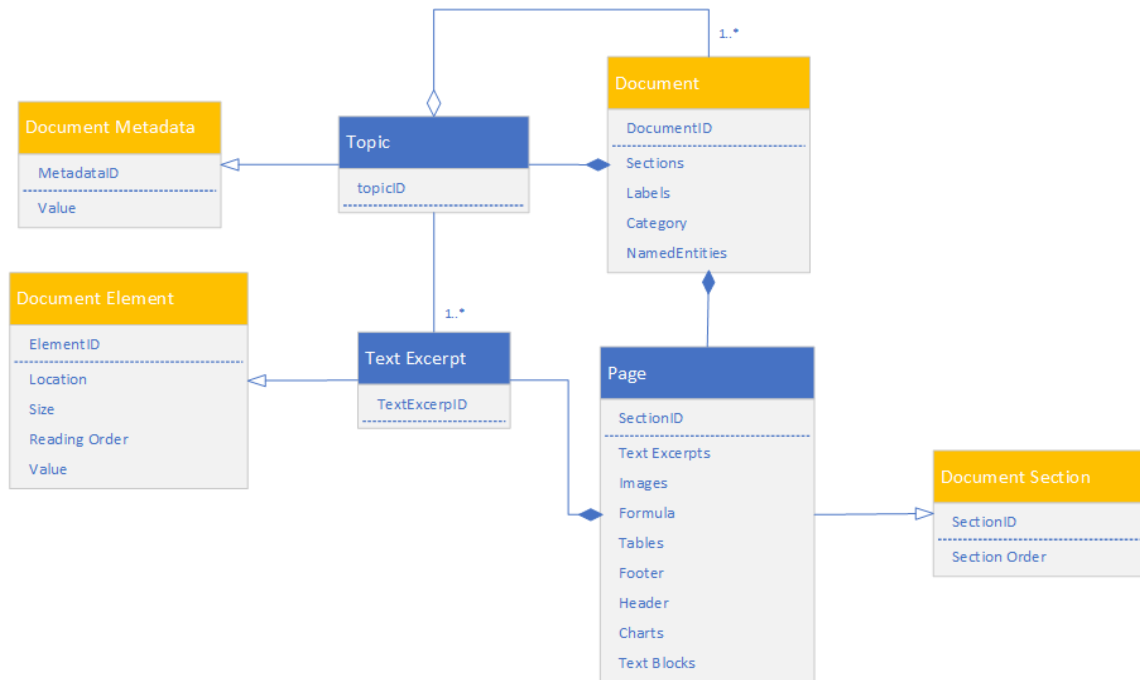 1..*
Document
DocumentID
Sections
Labels
Category
NamedEntities
Document Metadata
MetadataID
Value
Topic
topicID
Document Element
ElementID
Location
Size
Reading Order
Value
1..*
Text Excerpt
TextExcerpID
Page
SectionID
Text Excerpts
Images
Formula
Tables
Footer
Header
Charts
Text Blocks
Document Section
SectionID
Section Order